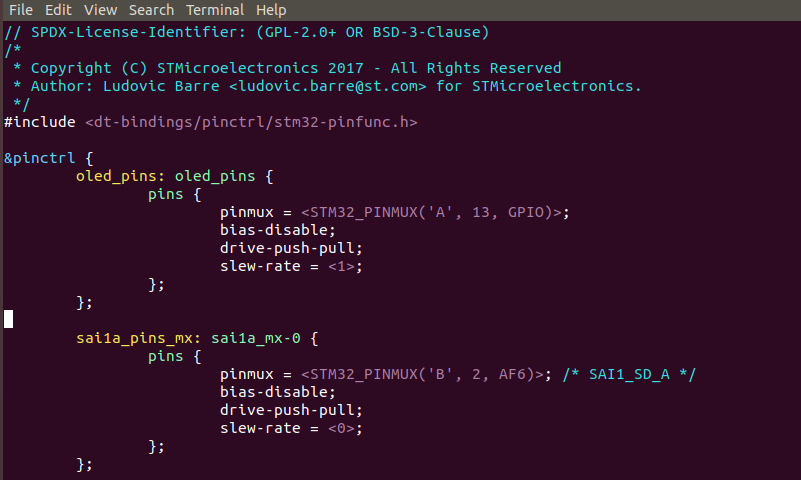 File Edit View Search Terminal Help
// SPDX-License-Identifier: (GPL-2.0+ OR BSD-3-Clause)
/*
 * Copyright (C) STMicroelectronics 2017 - All Rights Reserved
 * Author: Ludovic Barre <ludovic.barre@st.com> for STMicroelectronics.
 */
#include <dt-bindings/pinctrl/stm32-pinfunc.h>

&pinctrl {
        oled_pins: oled_pins {
                pins {
                        pinmux = <STM32_PINMUX('A', 13, GPIO)>;
                        bias-disable;
                        drive-push-pull;
                        slew-rate = <1>;
                };
        };

        sai1a_pins_mx: sai1a_mx-0 {
                pins {
                        pinmux = <STM32_PINMUX('B', 2, AF6)>; /* SAI1_SD_A */
                        bias-disable;
                        drive-push-pull;
                        slew-rate = <0>;
                };
        };